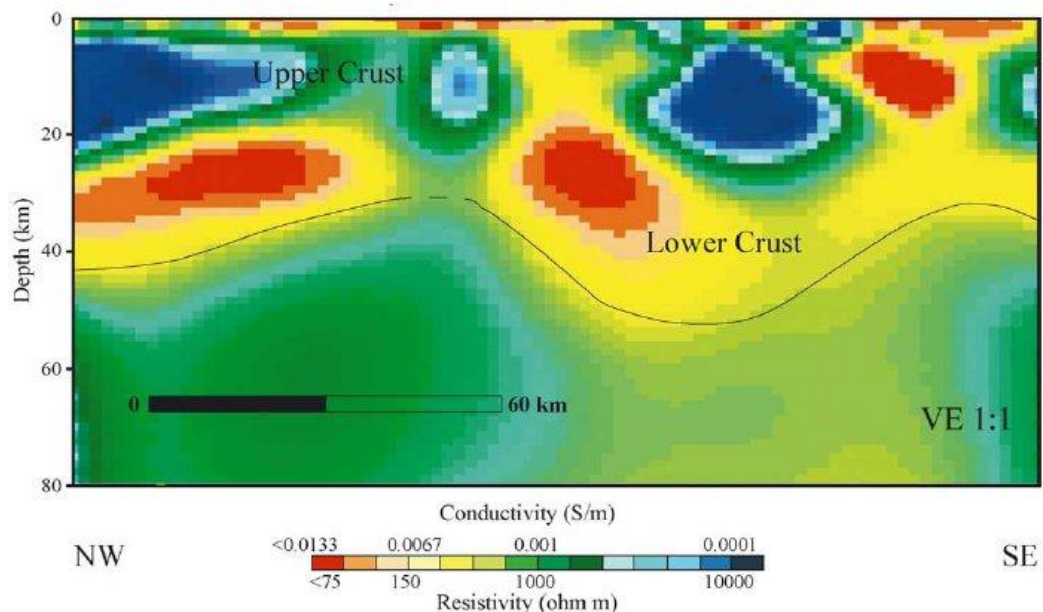 0
Upper Crust
20
Depth (km)
40
Lower Crust
60
0 60 km
VE 1:1
80
Conductivity (S/m)
NW <0.0133 0.0067 0.001 0.0001 SE
<75 150 1000 10000
Resistivity (ohm m)